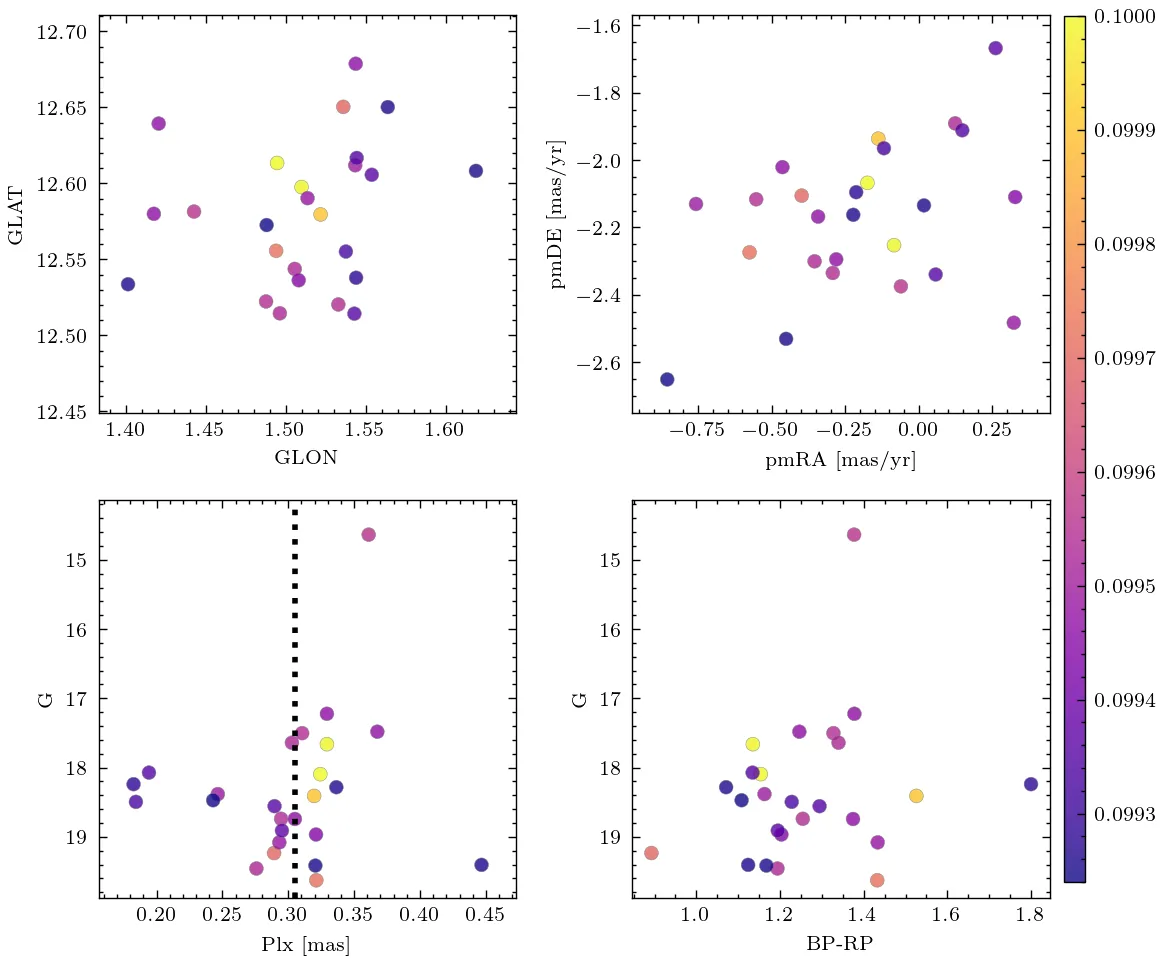 12.70
12.65
12.60
12.55
12.50
12.45
GLAT
1.40 1.45 1.50 1.55 1.60
GLON
−1.6
−1.8
−2.0
−2.2
−2.4
−2.6
pmDE [mas/yr]
−0.75 −0.50 −0.25 0.00 0.25
pmRA [mas/yr]
15
16
17
18
19
G
0.20 0.25 0.30 0.35 0.40 0.45
Plx [mas]
15
16
17
18
19
G
1.0 1.2 1.4 1.6 1.8
BP-RP
0.1000
0.0999
0.0998
0.0997
0.0996
0.0995
0.0994
0.0993